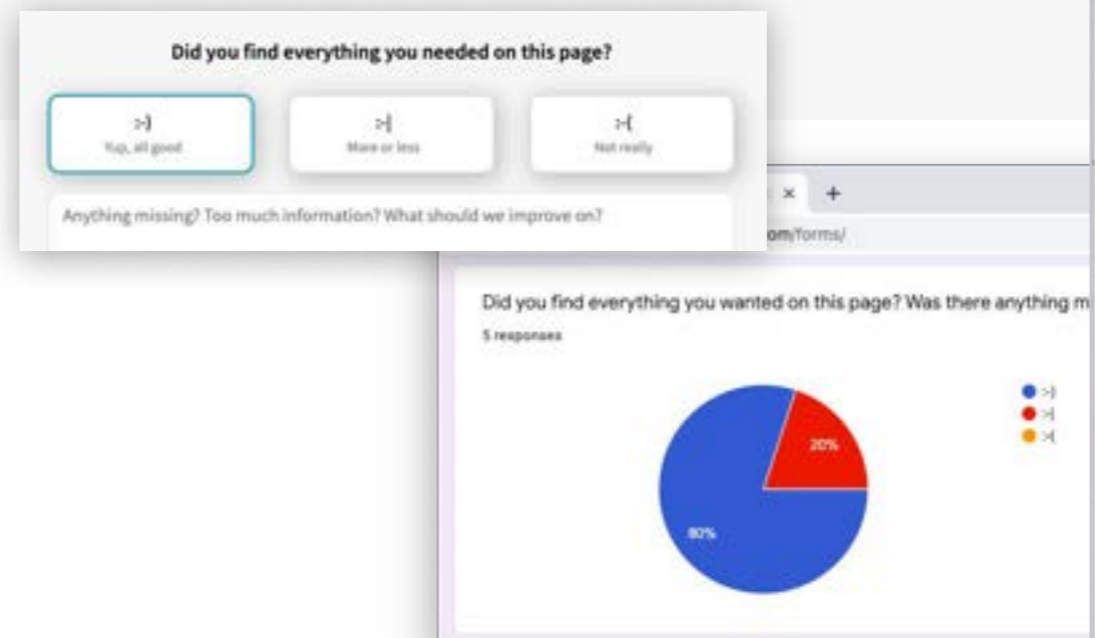 Did you find everything you needed on this page?
:-) :-| :-(
Yup, all good More or less Not really
Anything missing? Too much information? What should we improve on?
× +
om/forms/
Did you find everything you wanted on this page? Was there anything m
5 responses
:-)
:-|
:-(
20%
80%